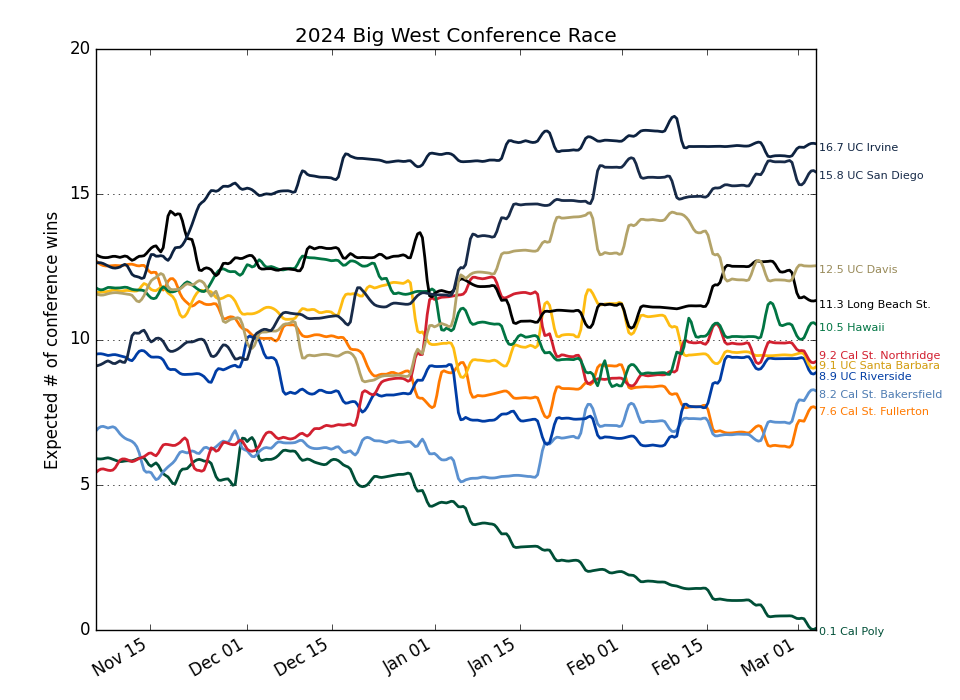 2024 Big West Conference Race
Expected # of conference wins
20
15
10
5
0
16.7 UC Irvine
15.8 UC San Diego
12.5 UC Davis
11.3 Long Beach St.
10.5 Hawaii
9.2 Cal St. Northridge
9.1 UC Santa Barbara
8.9 UC Riverside
8.2 Cal St. Bakersfield
7.6 Cal St. Fullerton
0.1 Cal Poly
Nov 15
Dec 01
Dec 15
Jan 01
Jan 15
Feb 01
Feb 15
Mar 01